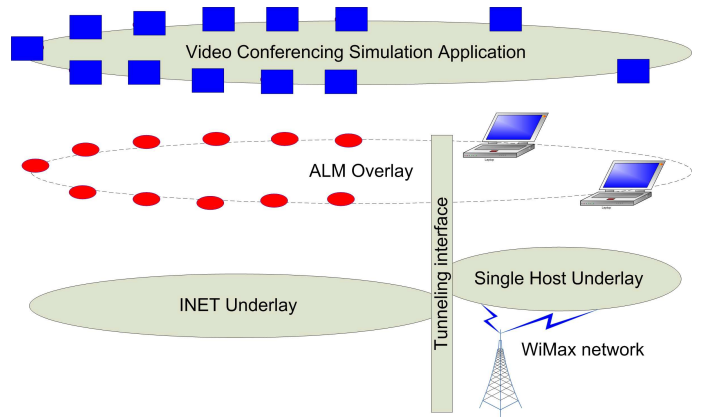 Video Conferencing Simulation Application
ALM Overlay
Tunneling interface
Single Host Underlay
INET Underlay
WiMax network